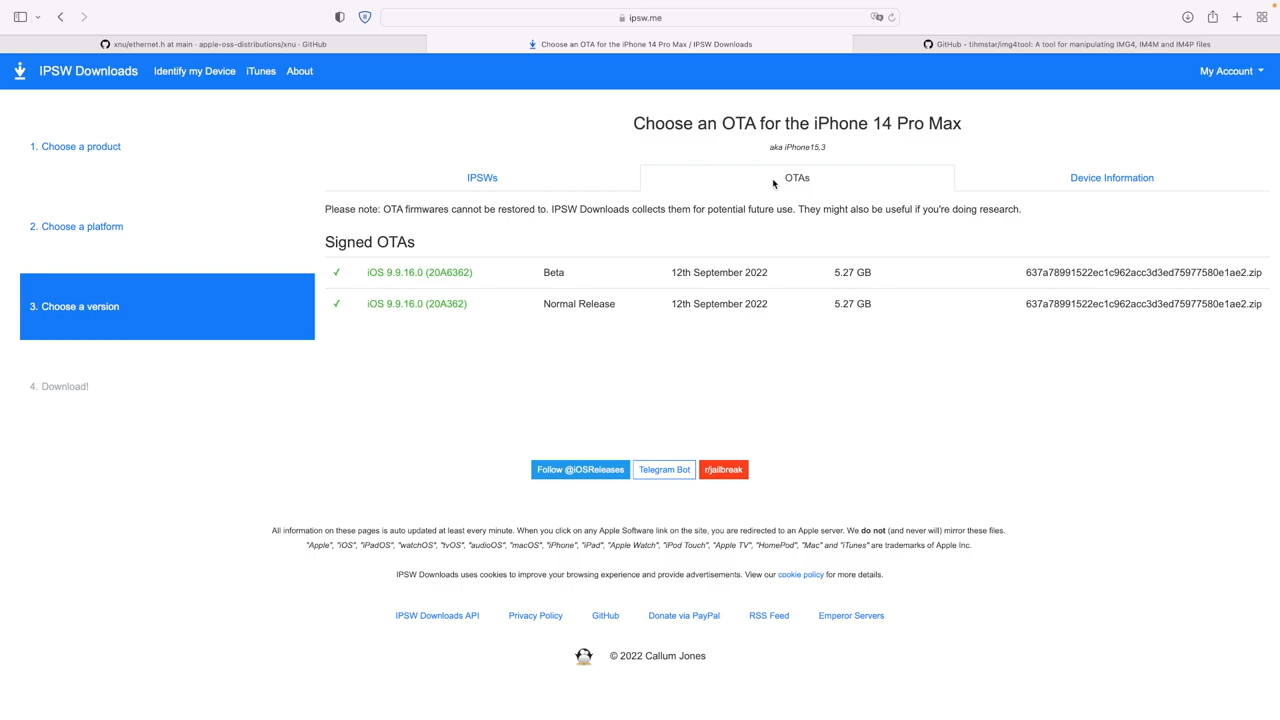 ipsw.me
xnu/ethernet.h at main · apple-oss-distributions/xnu · GitHub
Choose an OTA for the iPhone 14 Pro Max / IPSW Downloads
GitHub - tihmstar/img4tool: A tool for manipulating IMG4, IM4M and IM4P files
IPSW Downloads Identify my Device iTunes About My Account
1. Choose a product
2. Choose a platform
3. Choose a version
4. Download!
Choose an OTA for the iPhone 14 Pro Max
aka iPhone15,3
IPSWs OTAs Device Information
Please note: OTA firmwares cannot be restored to. IPSW Downloads collects them for potential future use. They might also be useful if you're doing research.
Signed OTAs
✓ iOS 9.9.16.0 (20A6362) Beta 12th September 2022 5.27 GB 637a78991522ec1c962acc3d3ed75977580e1ae2.zip
✓ iOS 9.9.16.0 (20A362) Normal Release 12th September 2022 5.27 GB 637a78991522ec1c962acc3d3ed75977580e1ae2.zip
Follow @iOSReleases Telegram Bot r/jailbreak
All information on these pages is auto updated at least every minute. When you click on any Apple Software link on the site, you are redirected to an Apple server. We do not (and never will) mirror these files.
"Apple", "iOS", "iPadOS", "watchOS", "tvOS", "audioOS", "macOS", "iPhone", "iPad", "Apple Watch", "iPod Touch", "Apple TV", "HomePod", "Mac" and "iTunes" are trademarks of Apple Inc.
IPSW Downloads uses cookies to improve your browsing experience and provide advertisements. View our cookie policy for more details.
IPSW Downloads API Privacy Policy GitHub Donate via PayPal RSS Feed Emperor Servers
© 2022 Callum Jones